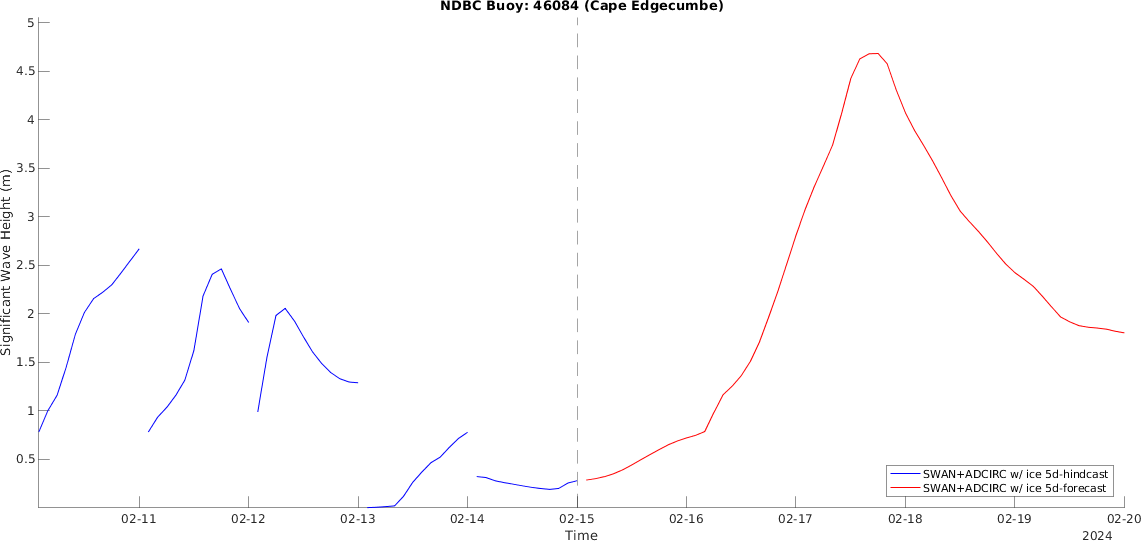 NDBC Buoy: 46084 (Cape Edgecumbe)
5
4.5
4
3.5
3
2.5
2
1.5
1
0.5
Significant Wave Height (m)
SWAN+ADCIRC w/ ice 5d-hindcast
SWAN+ADCIRC w/ ice 5d-forecast
02-11 02-12 02-13 02-14 02-15 02-16 02-17 02-18 02-19 02-20
Time
2024